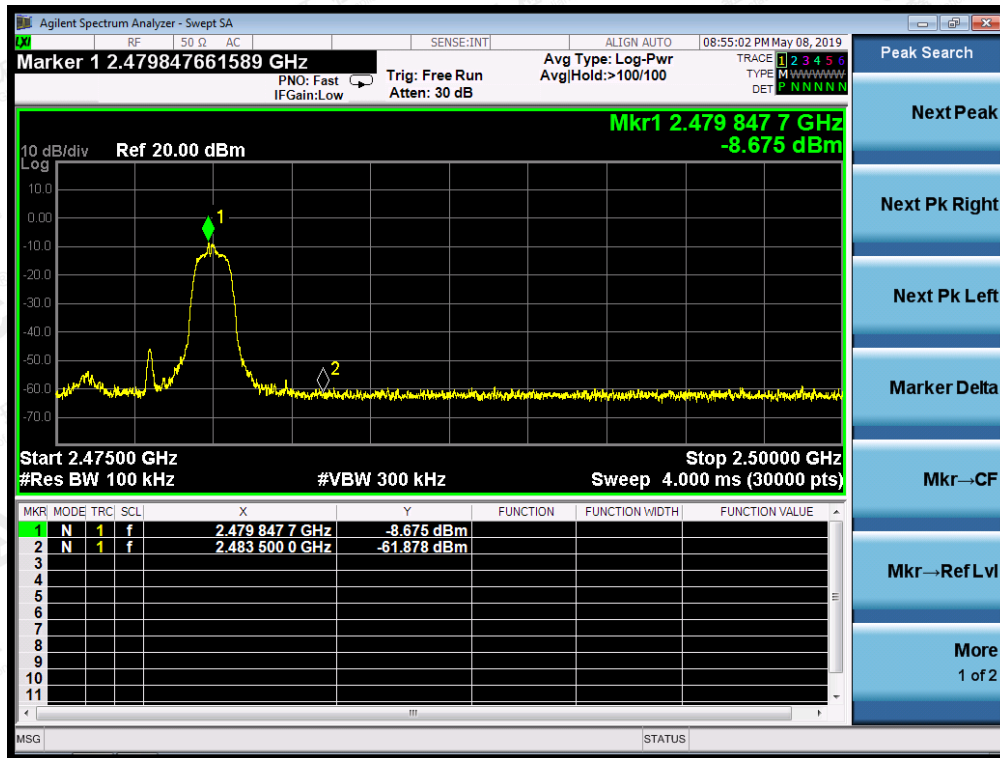 Agilent Spectrum Analyzer - Swept SA
LXI RF 50 Ω AC SENSE:INT ALIGN AUTO 08:55:02 PM May 08, 2019
Marker 1 2.479847661589 GHz
PNO: Fast
IFGain:Low
Trig: Free Run
Atten: 30 dB
Avg Type: Log-Pwr
Avg|Hold:>100/100
TRACE 1 2 3 4 5 6
TYPE M WWWWW
DET P N N N N N
Mkr1 2.479 847 7 GHz
-8.675 dBm
10 dB/div Ref 20.00 dBm
Log
10.0
0.00
-10.0
-20.0
-30.0
-40.0
-50.0
-60.0
-70.0
1
2
Start 2.47500 GHz Stop 2.50000 GHz
#Res BW 100 kHz #VBW 300 kHz Sweep 4.000 ms (30000 pts)
MKR MODE TRC SCL X Y FUNCTION FUNCTION WIDTH FUNCTION VALUE
1 N 1 f 2.479 847 7 GHz -8.675 dBm
2 N 1 f 2.483 500 0 GHz -61.878 dBm
3
4
5
6
7
8
9
10
11
MSG STATUS
Peak Search
Next Peak
Next Pk Right
Next Pk Left
Marker Delta
Mkr→CF
Mkr→Ref Lvl
More
1 of 2